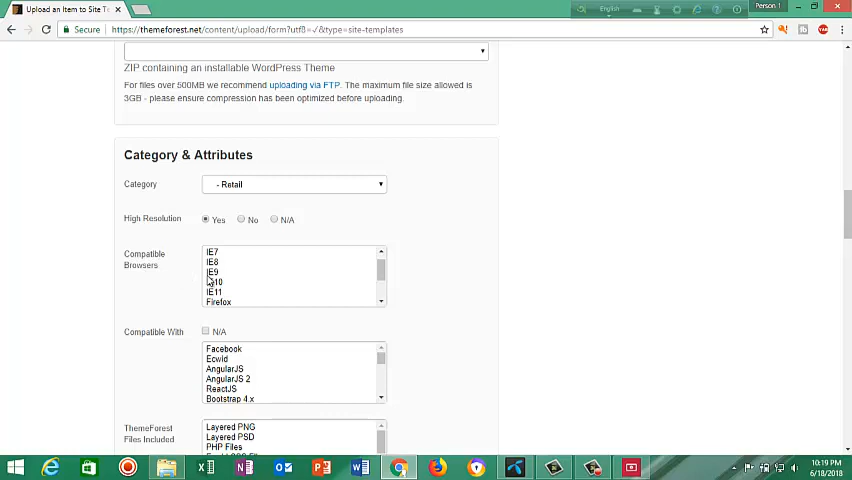 Upload an Item to Site Te
Person 1
English
Secure
https://themeforest.net/content/upload/form?utf8=✓&type=site-templates
ZIP containing an installable WordPress Theme
For files over 500MB we recommend uploading via FTP. The maximum file size allowed is
3GB - please ensure compression has been optimized before uploading.
Category & Attributes
Category
- Retail
High Resolution
Yes
No
N/A
Compatible
Browsers
IE7
IE8
IE9
IE11
Firefox
Compatible With
N/A
Facebook
Ecwid
AngularJS
AngularJS 2
ReactJS
Bootstrap 4.x
ThemeForest
Files Included
Layered PNG
Layered PSD
PHP Files
10:19 PM
6/18/2018